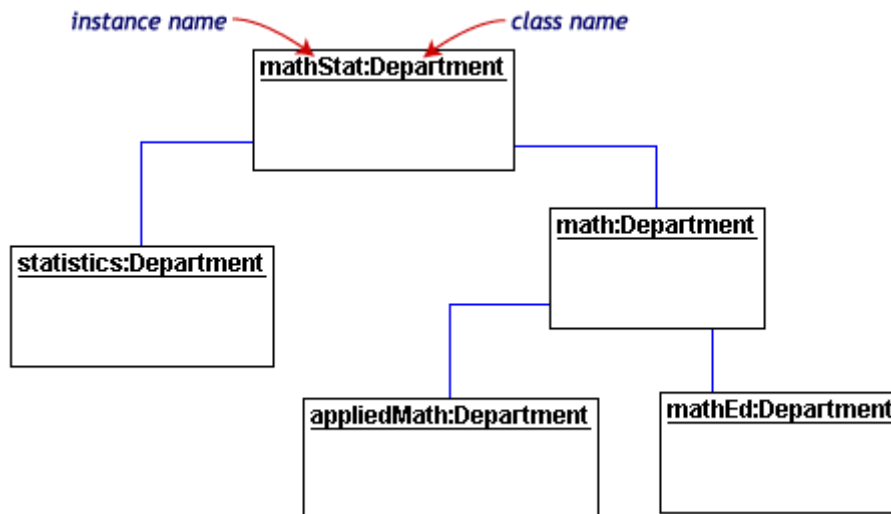 instance name
class name
mathStat:Department
math:Department
statistics:Department
appliedMath:Department
mathEd:Department